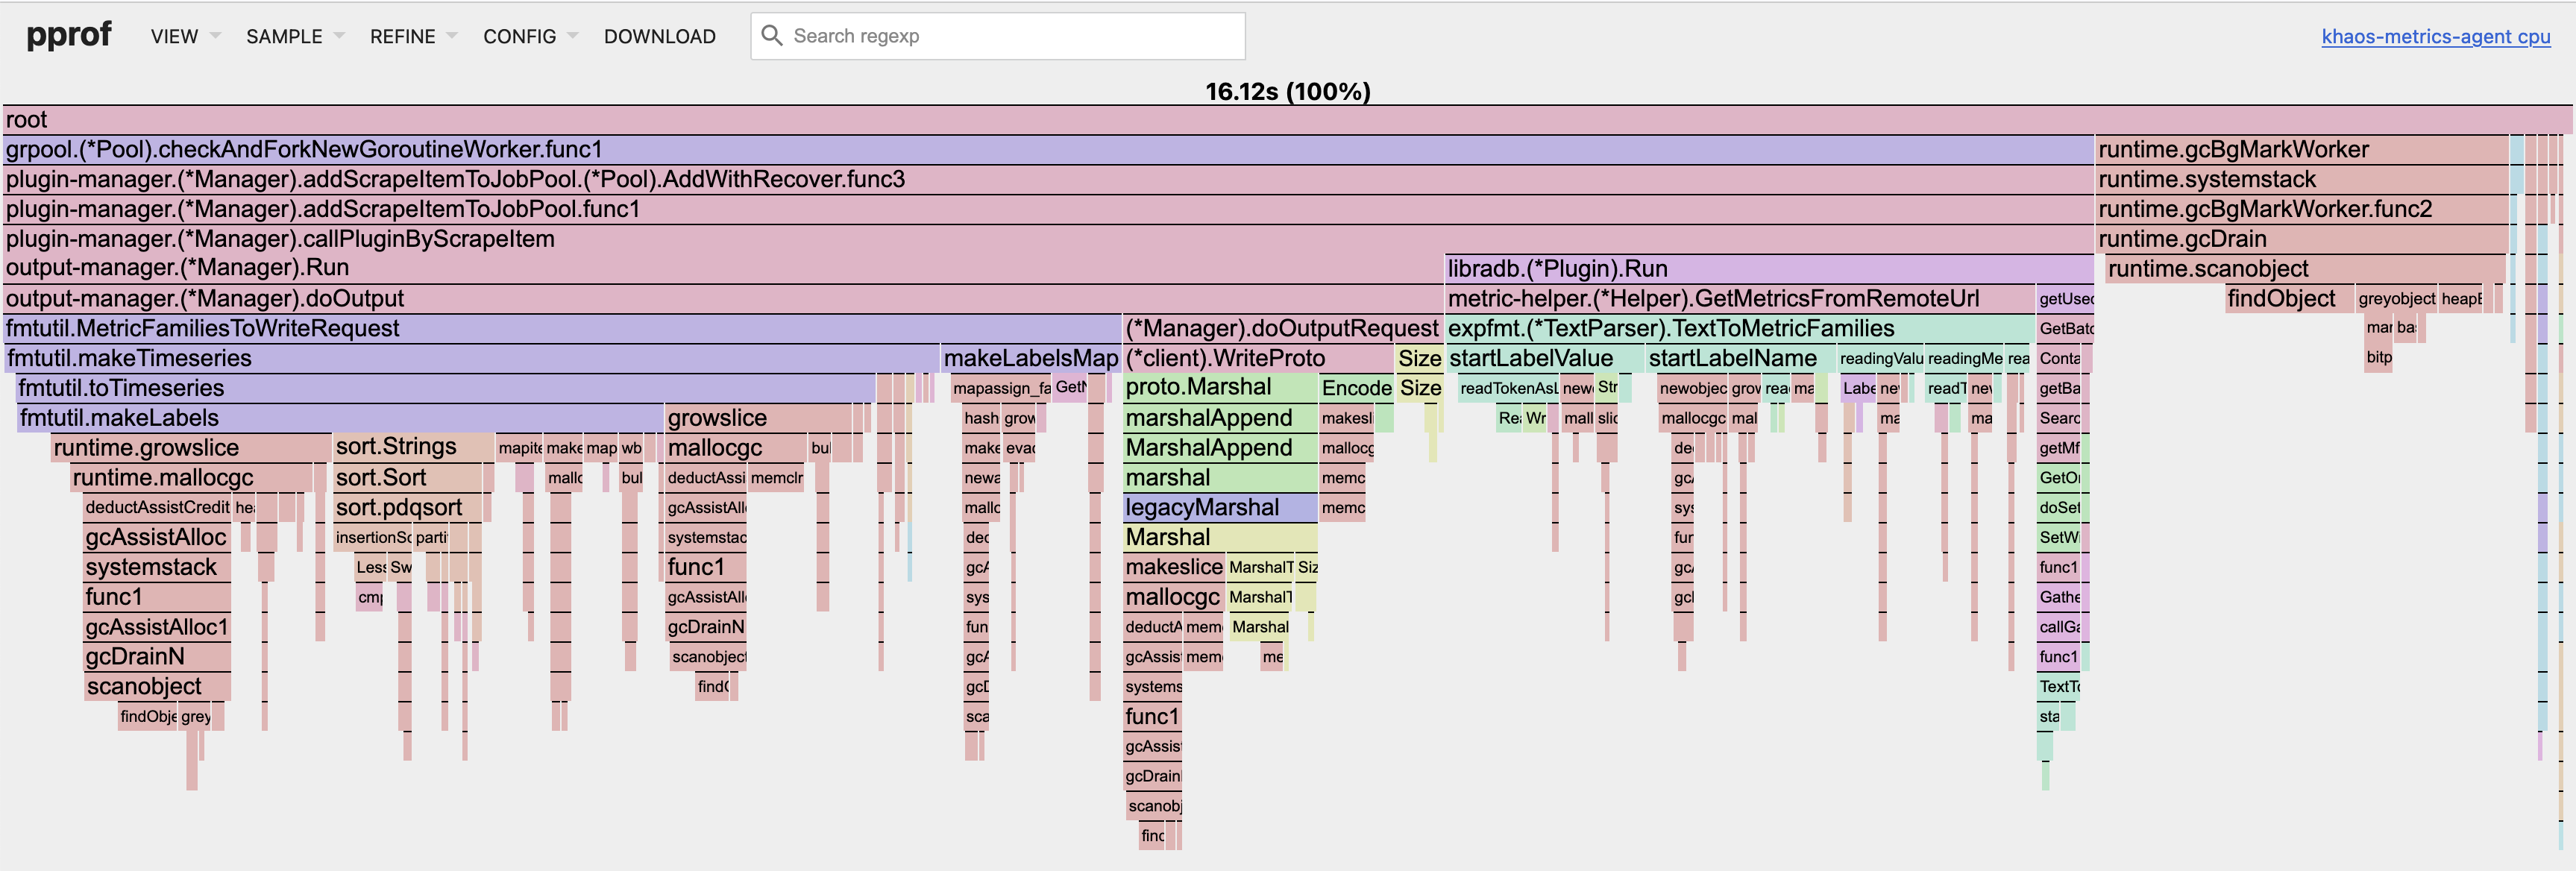 pprof VIEW SAMPLE REFINE CONFIG DOWNLOAD Search regexp khaos-metrics-agent cpu
16.12s (100%)
root
grpool.(*Pool).checkAndForkNewGoroutineWorker.func1 runtime.gcBgMarkWorker
plugin-manager.(*Manager).addScrapeItemToJobPool.(*Pool).AddWithRecover.func3 runtime.systemstack
plugin-manager.(*Manager).addScrapeItemToJobPool.func1 runtime.gcBgMarkWorker.func2
plugin-manager.(*Manager).callPluginByScrapeItem runtime.gcDrain
output-manager.(*Manager).Run libradb.(*Plugin).Run runtime.scanobject
output-manager.(*Manager).doOutput metric-helper.(*Helper).GetMetricsFromRemoteUrl getUsed findObject greyobject heapB
fmtutil.MetricFamiliesToWriteRequest (*Manager).doOutputRequest expfmt.(*TextParser).TextToMetricFamilies GetBatc mar ba
fmtutil.makeTimeseries makeLabelsMap (*client).WriteProto Size startLabelValue startLabelName readingValu readingMe rea Conta bitp
fmtutil.toTimeseries mapassign_fa GetN proto.Marshal Encode Size readTokenAsL new Str newobjec grow rea ma Labe ne readT new getBa
fmtutil.makeLabels growslice hash grow marshalAppend makesli Re Wr mall slic mallocgc mal ma ma Searc
runtime.growslice sort.Strings mapite make map wb mallocgc bul make evac MarshalAppend mallocg de getMf
runtime.mallocgc sort.Sort mallc bul deductAssi memclr newa marshal memc gc GetO
deductAssistCredit he sort.pdqsort gcAssistAll mallo legacyMarshal memc sys doSet
gcAssistAlloc insertionSo parti systemstac dec Marshal fur SetW
systemstack Less Sw func1 gcA makeslice MarshalT Siz gc func1
func1 cmp gcAssistAll sys mallocgc MarshalT gcl Gathe
gcAssistAlloc1 gcDrainN fun deductA mem Marshal callGa
gcDrainN scanobject gcA gcAssis mem me func1
scanobject find gcD systems TextTo
findObje grey sca func1 sta
gcAssis
gcDrain
scanobj
finc